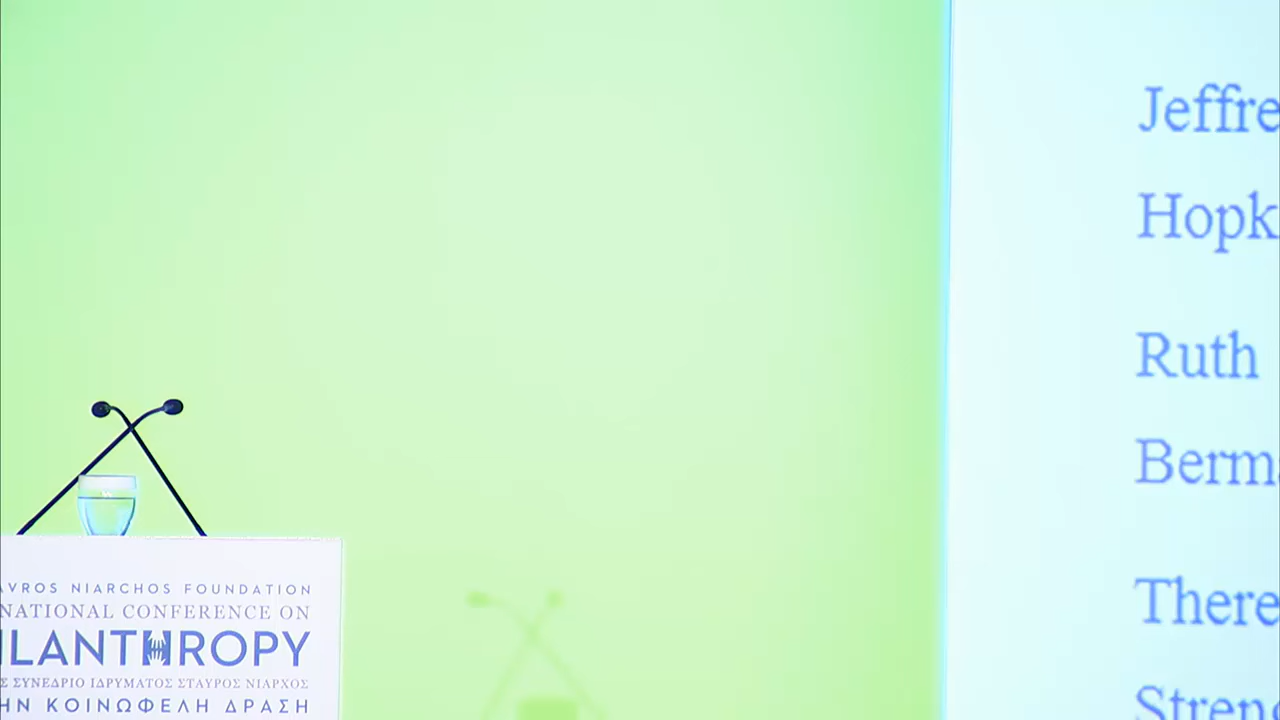 AVROS NIARCHOS FOUNDATION
NATIONAL CONFERENCE ON
ILANTHROPY
Σ ΣΥΝΕΔΡΙΟ ΙΔΡΥΜΑΤΟΣ ΣΤΑΥΡΟΣ ΝΙΑΡΧΟΣ
ΗΝ ΚΟΙΝΩΦΕΛΗ ΔΡΑΣΗ
Jeffre
Hopk
Ruth
Berma
There
Streng